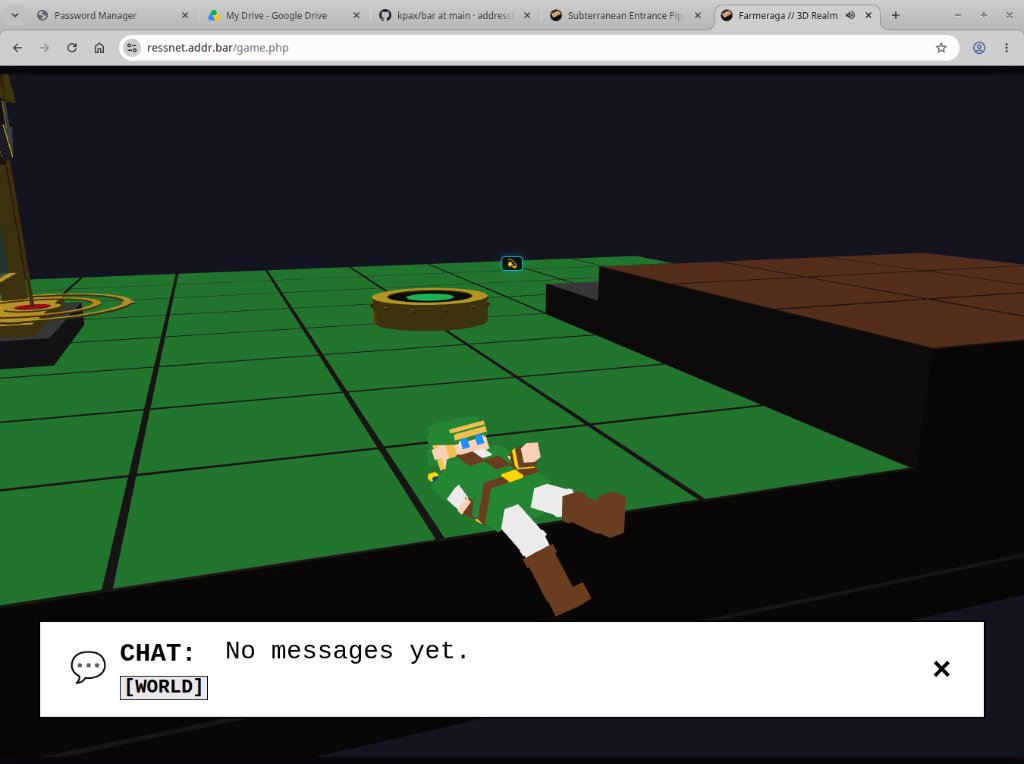 Password Manager
My Drive - Google Drive
kpax/bar at main · address
Subterranean Entrance Pip
Farmeraga // 3D Realm
ressnet.addr.bar/game.php
CHAT: No messages yet.
[WORLD]